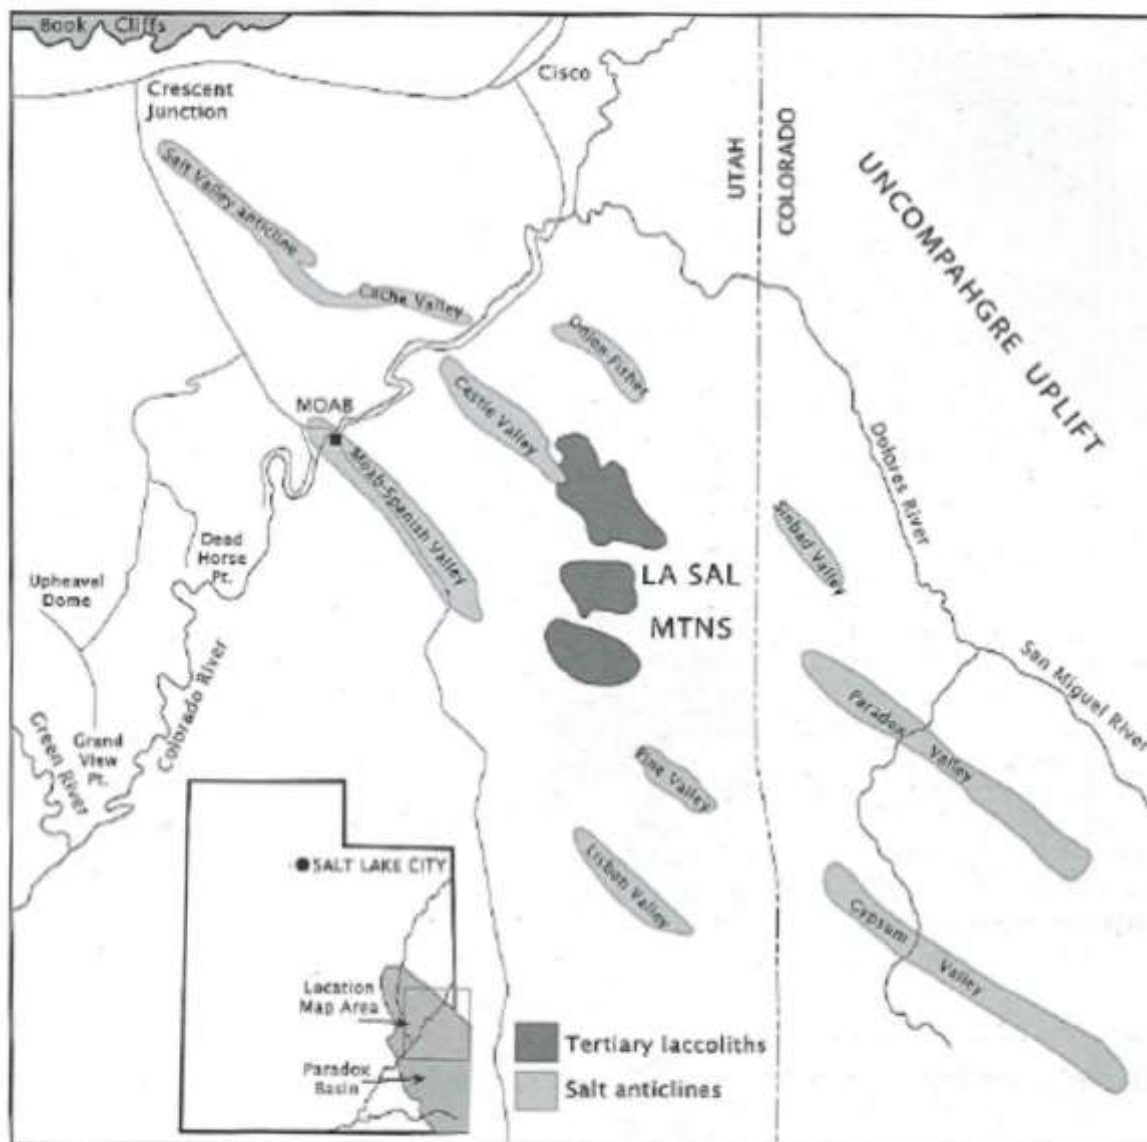 Book Cliffs
Crescent
Junction
Cisco
UTAH
COLORADO
UNCOMPAHGRE UPLIFT
Salt Valley anticline
Cache Valley
Onion Fisher
Castle Valley
MOAB
Moab-Spanish Valley
Dolores River
Sinbad Valley
Dead
Horse
Pt.
Upheavel
Dome
LA SAL
MTNS
San Miguel River
Colorado River
Green River
Grand
View
Pt.
Paradox Valley
Pine Valley
Lisbon Valley
Gypsum Valley
SALT LAKE CITY
Location
Map Area
Paradox
Basin
Tertiary laccoliths
Salt anticlines